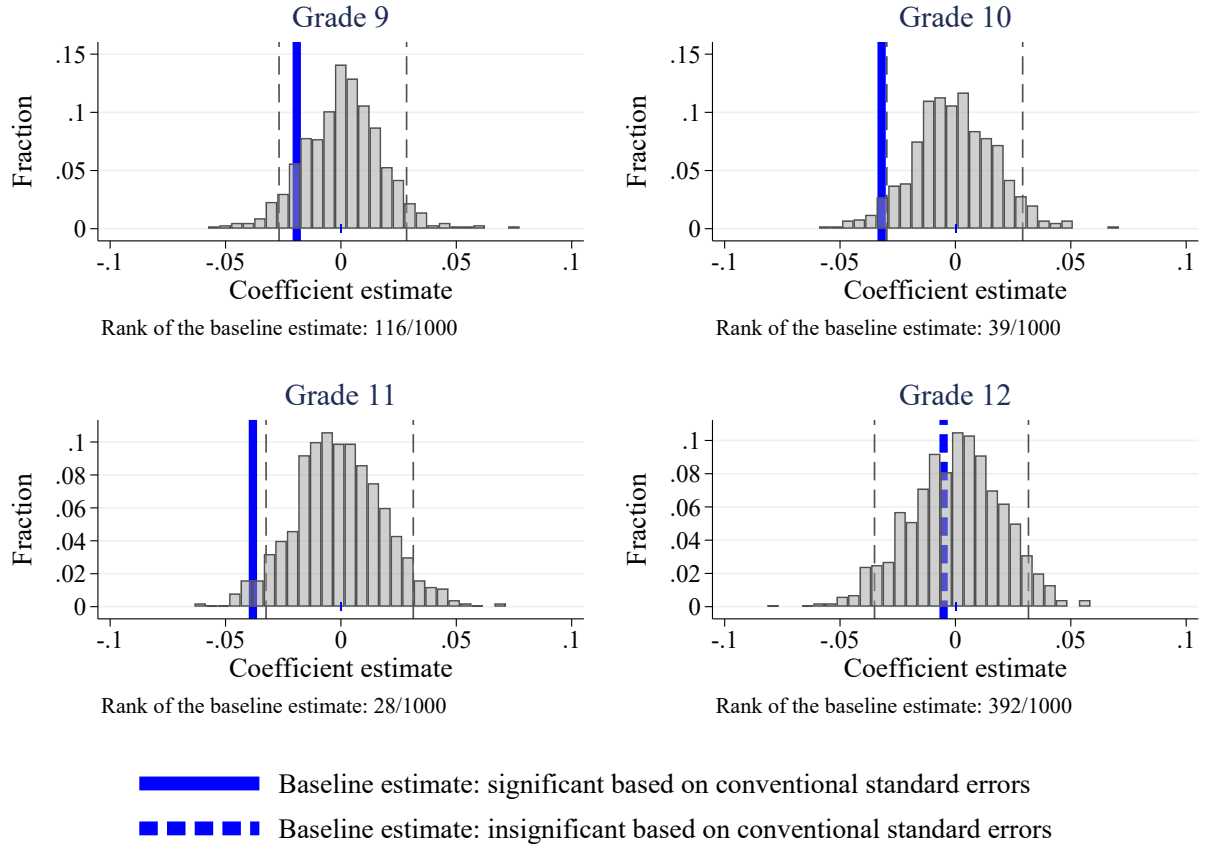 Grade 9
Fraction
.15
.1
.05
0
-.1 -.05 0 .05 .1
Coefficient estimate
Rank of the baseline estimate: 116/1000
Grade 10
Fraction
.15
.1
.05
0
-.1 -.05 0 .05 .1
Coefficient estimate
Rank of the baseline estimate: 39/1000
Grade 11
Fraction
.1
.08
.06
.04
.02
0
-.1 -.05 0 .05 .1
Coefficient estimate
Rank of the baseline estimate: 28/1000
Grade 12
Fraction
.1
.08
.06
.04
.02
0
-.1 -.05 0 .05 .1
Coefficient estimate
Rank of the baseline estimate: 392/1000
Baseline estimate: significant based on conventional standard errors
Baseline estimate: insignificant based on conventional standard errors